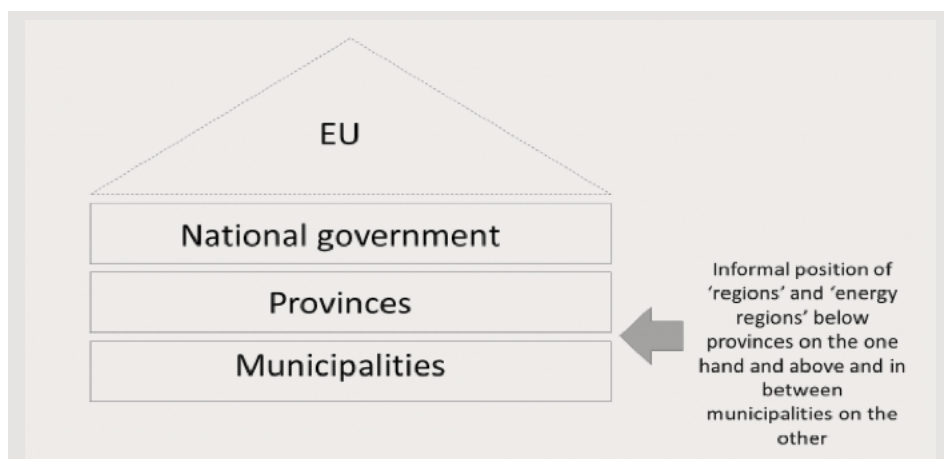 EU
National government
Provinces
Municipalities
Informal position of
‘regions’ and ‘energy
regions’ below
provinces on the one
hand and above and in
between
municipalities on the
other